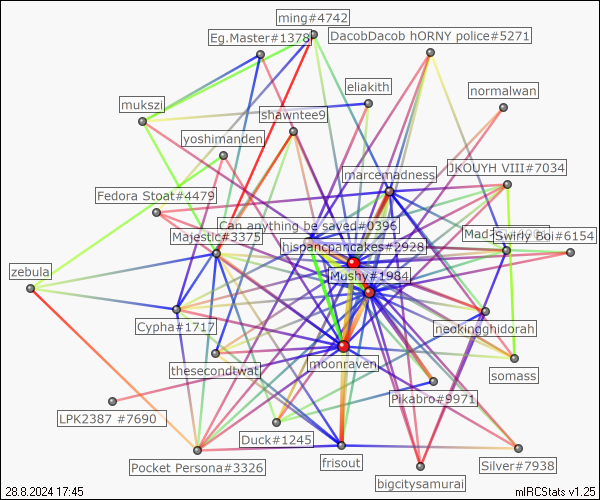 ming#4742
Eg.Master#1378
DacobDacob hORNY police#5271
eliakith
normalwan
mukszi
shawntee9
yoshimanden
marcemadness
JKOUYH VIII#7034
Fedora Stoat#4479
Can anything be saved#0396
Majestic#3375
Mad
Swirly Boi#6154
hispancpancakes#2928
zebula
Mushy#1984
Cypha#1717
neokingghidorah
thesecondtwat
moonraven
somass
Pikabro#9971
LPK2387 #7690
Duck#1245
Pocket Persona#3326
frisout
Silver#7938
bigcitysamurai
28.8.2024 17:45
mIRCStats v1.25